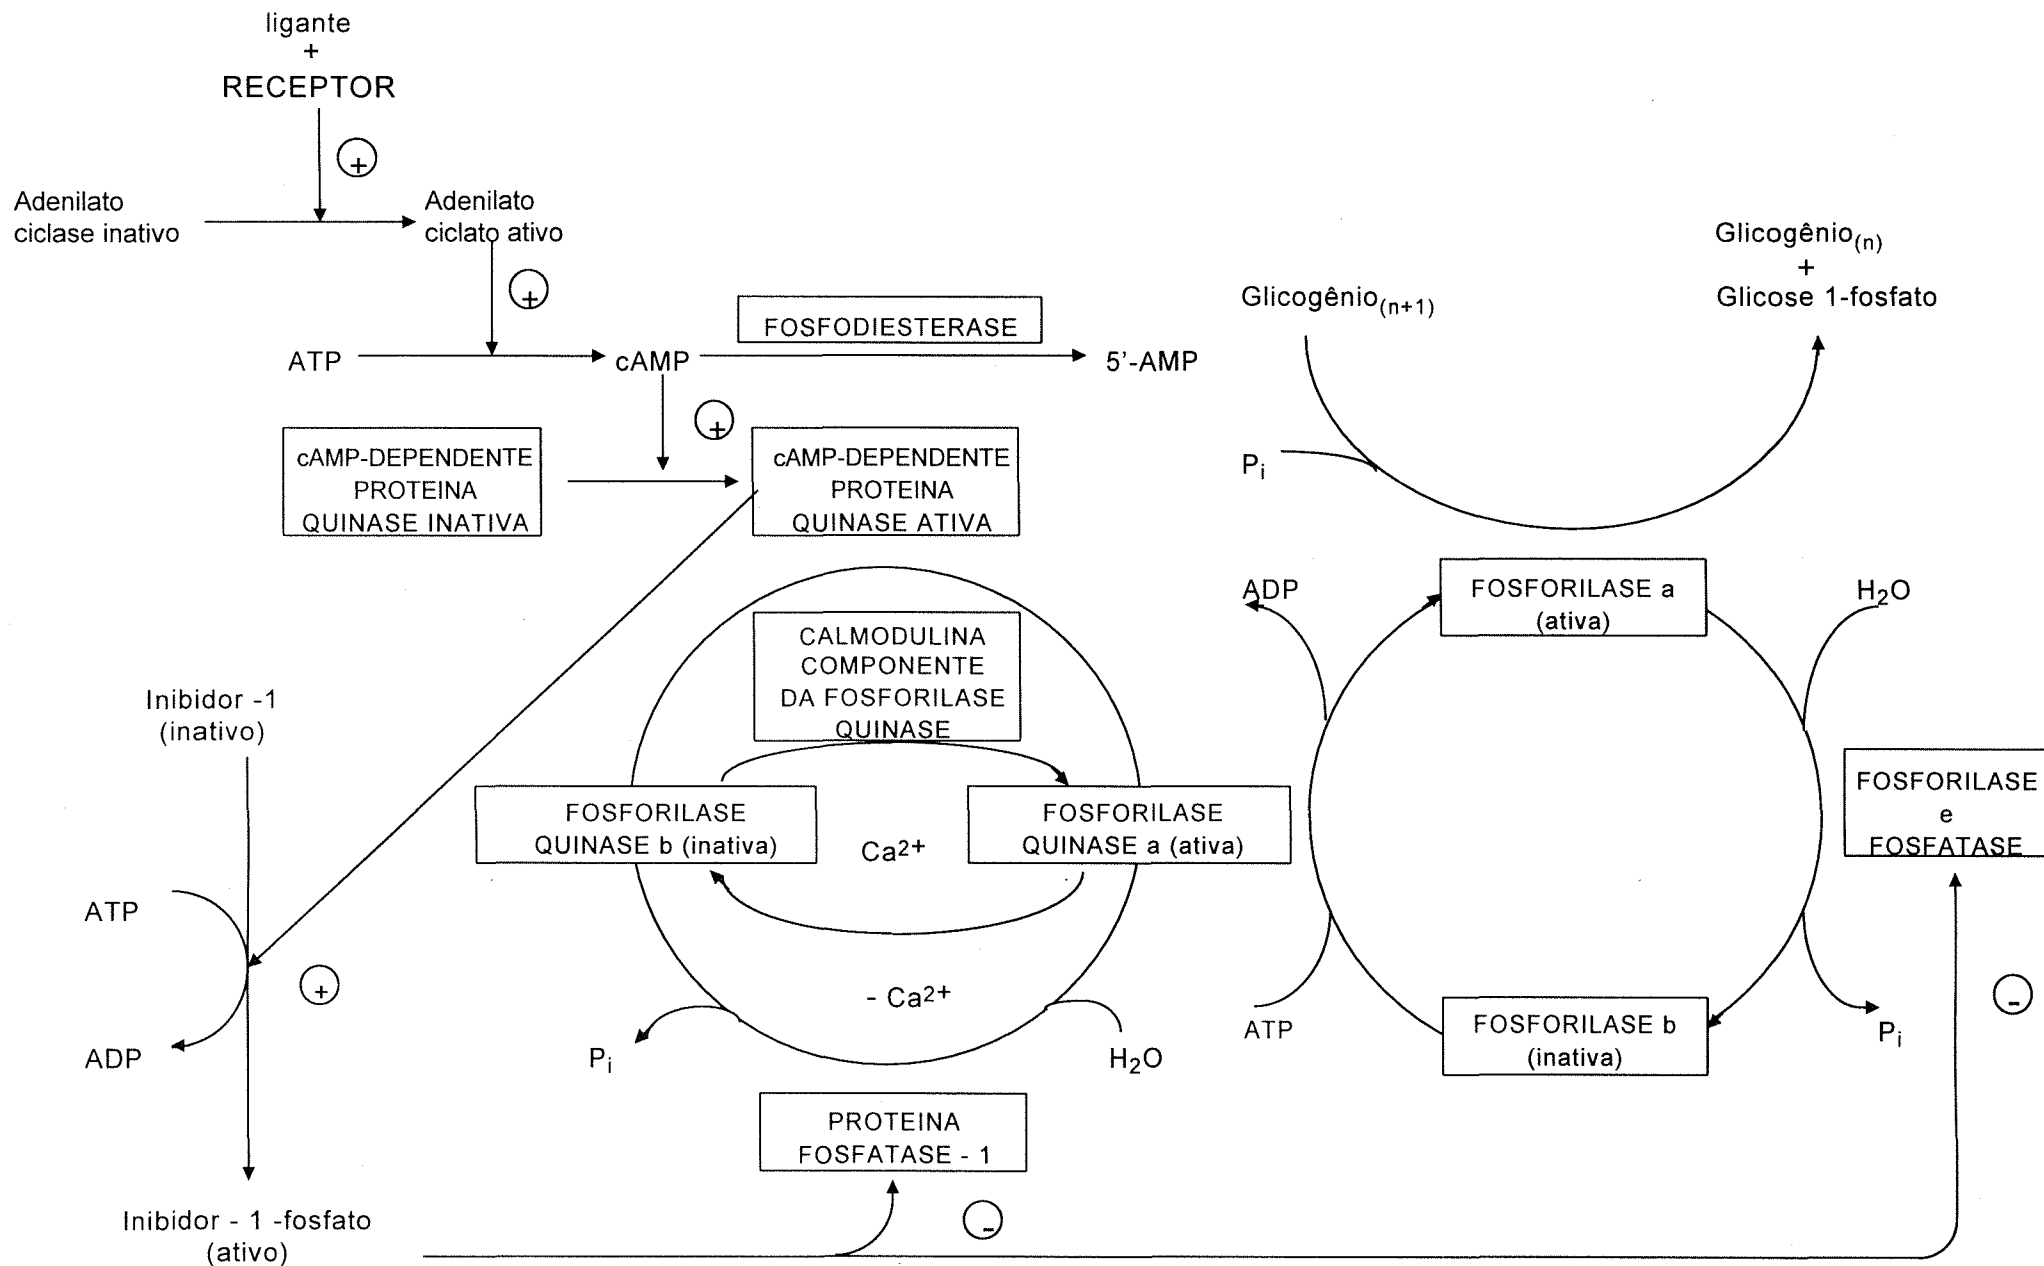 ligante
+
RECEPTOR
+
Adenilato
ciclase inativo
Adenilato
ciclato ativo
+
ATP
cAMP
FOSFODIESTERASE
5'-AMP
+
cAMP-DEPENDENTE
PROTEINA
QUINASE INATIVA
cAMP-DEPENDENTE
PROTEINA
QUINASE ATIVA
Glicogênio(n+1)
Glicogênio(n)
+
Glicose 1-fosfato
Pi
CALMODULINA
COMPONENTE
DA FOSFORILASE
QUINASE
FOSFORILASE
QUINASE b (inativa)
Ca2+
FOSFORILASE
QUINASE a (ativa)
- Ca2+
Pi
H2O
PROTEINA
FOSFATASE - 1
-
ADP
FOSFORILASE a
(ativa)
H2O
FOSFORILASE
e
FOSFATASE
ATP
FOSFORILASE b
(inativa)
Pi
-
Inibidor -1
(inativo)
ATP
+
ADP
Inibidor - 1 -fosfato
(ativo)